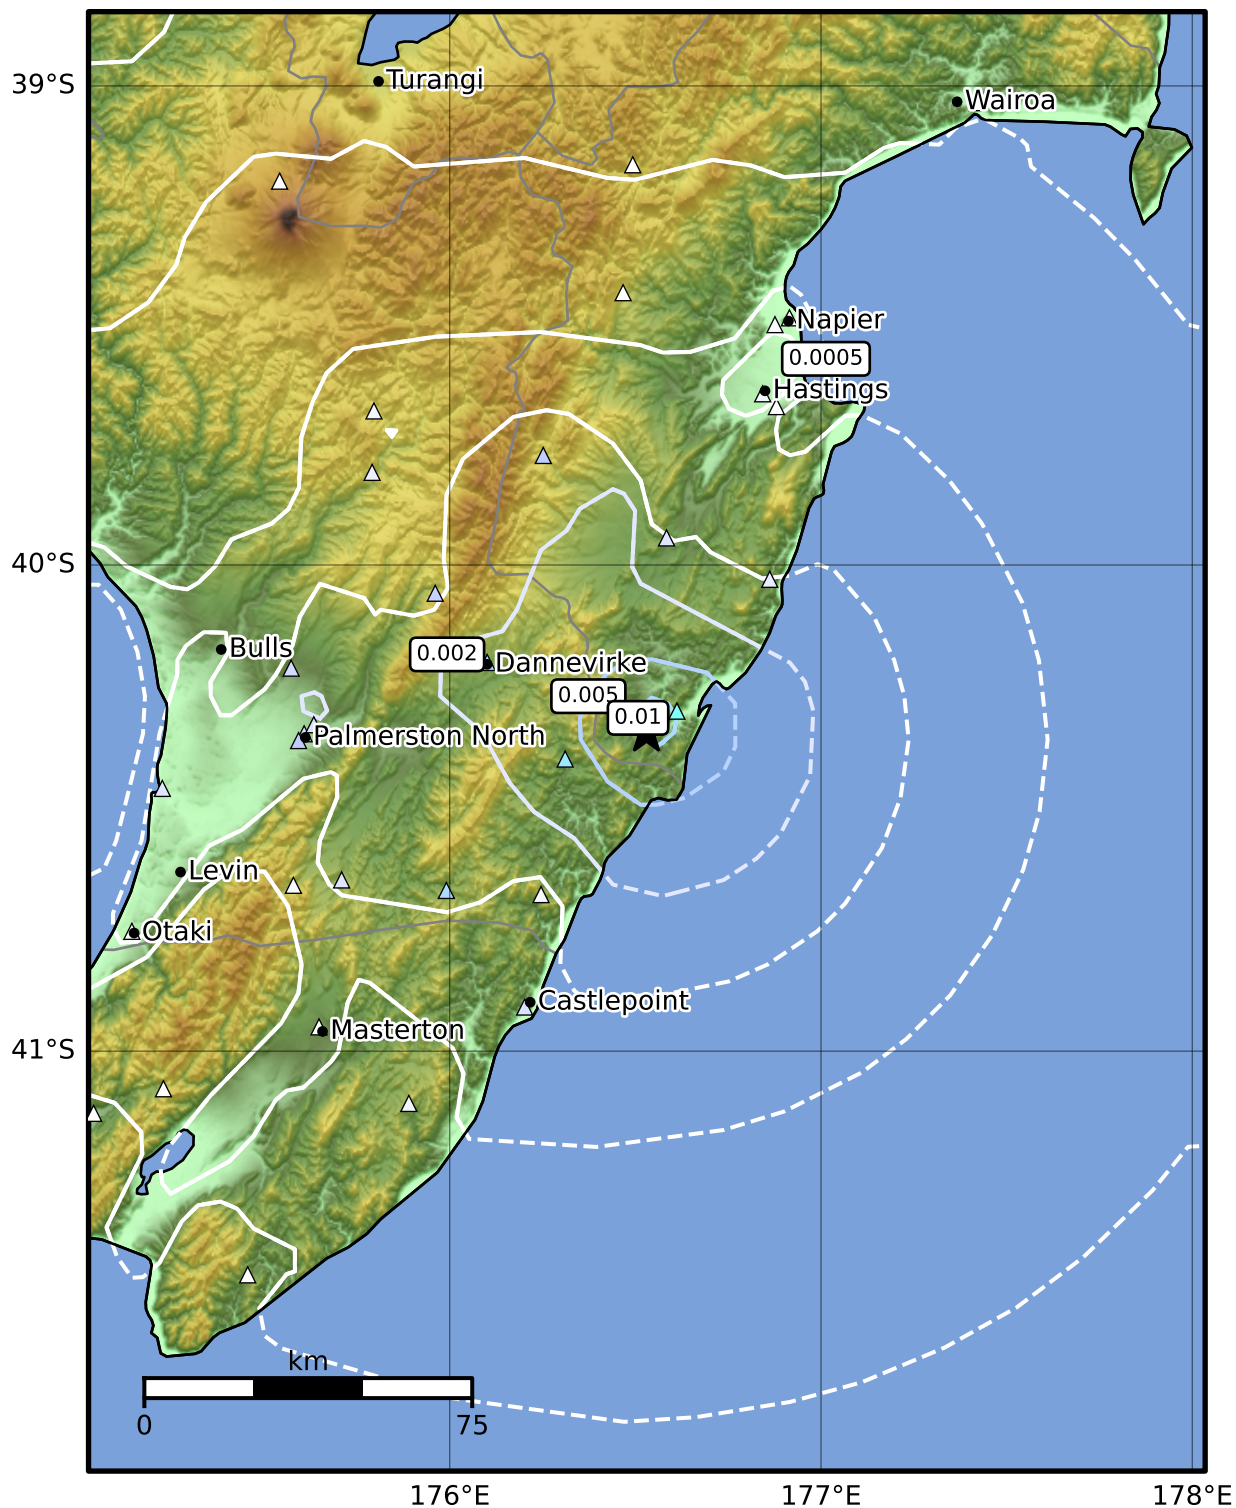 39°S
Turangi
Wairoa
Napier
0.0005
Hastings
40°S
Bulls
0.002
Dannevirke
0.005
0.01
Palmerston North
Levin
Otaki
Castlepoint
Masterton
41°S
km
0
75
176°E
177°E
178°E